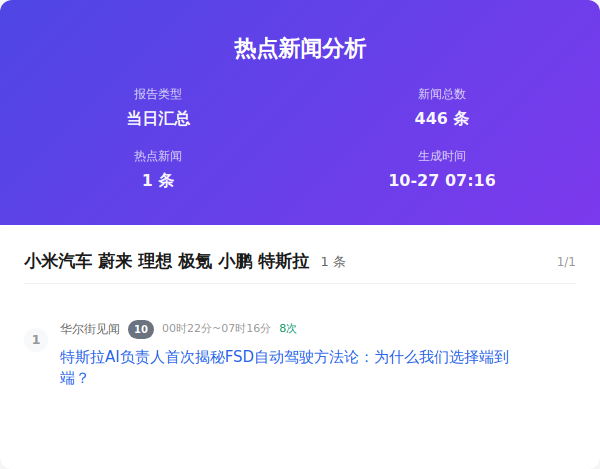 热点新闻分析
报告类型
新闻总数
当日汇总
446 条
热点新闻
生成时间
1 条
10-27 07:16
小米汽车 蔚来 理想 极氪 小鹏 特斯拉 1 条 1/1
1 华尔街见闻 10 00时22分~07时16分 8次
特斯拉AI负责人首次揭秘FSD自动驾驶方法论：为什么我们选择端到
端？